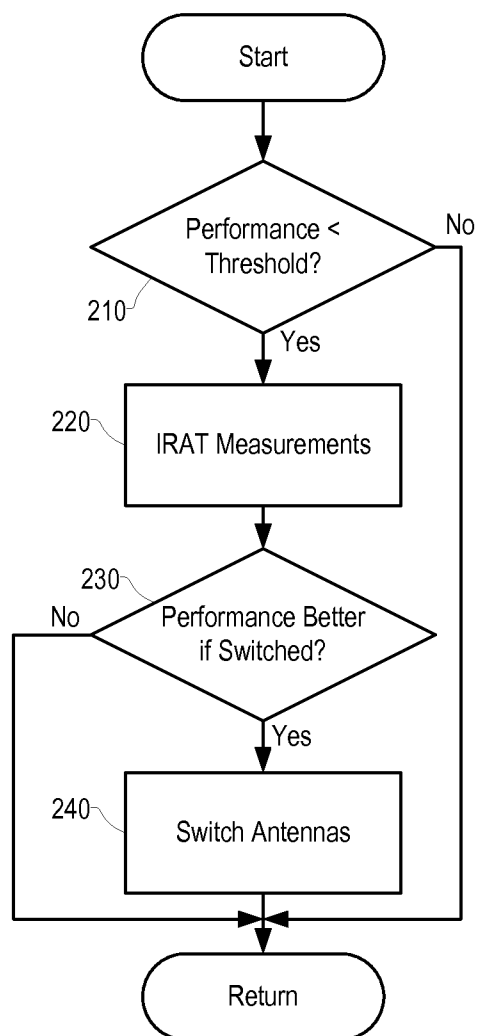 Start
Performance <
Threshold?
No
210
Yes
220
IRAT Measurements
230
No
Performance Better
if Switched?
Yes
240
Switch Antennas
Return